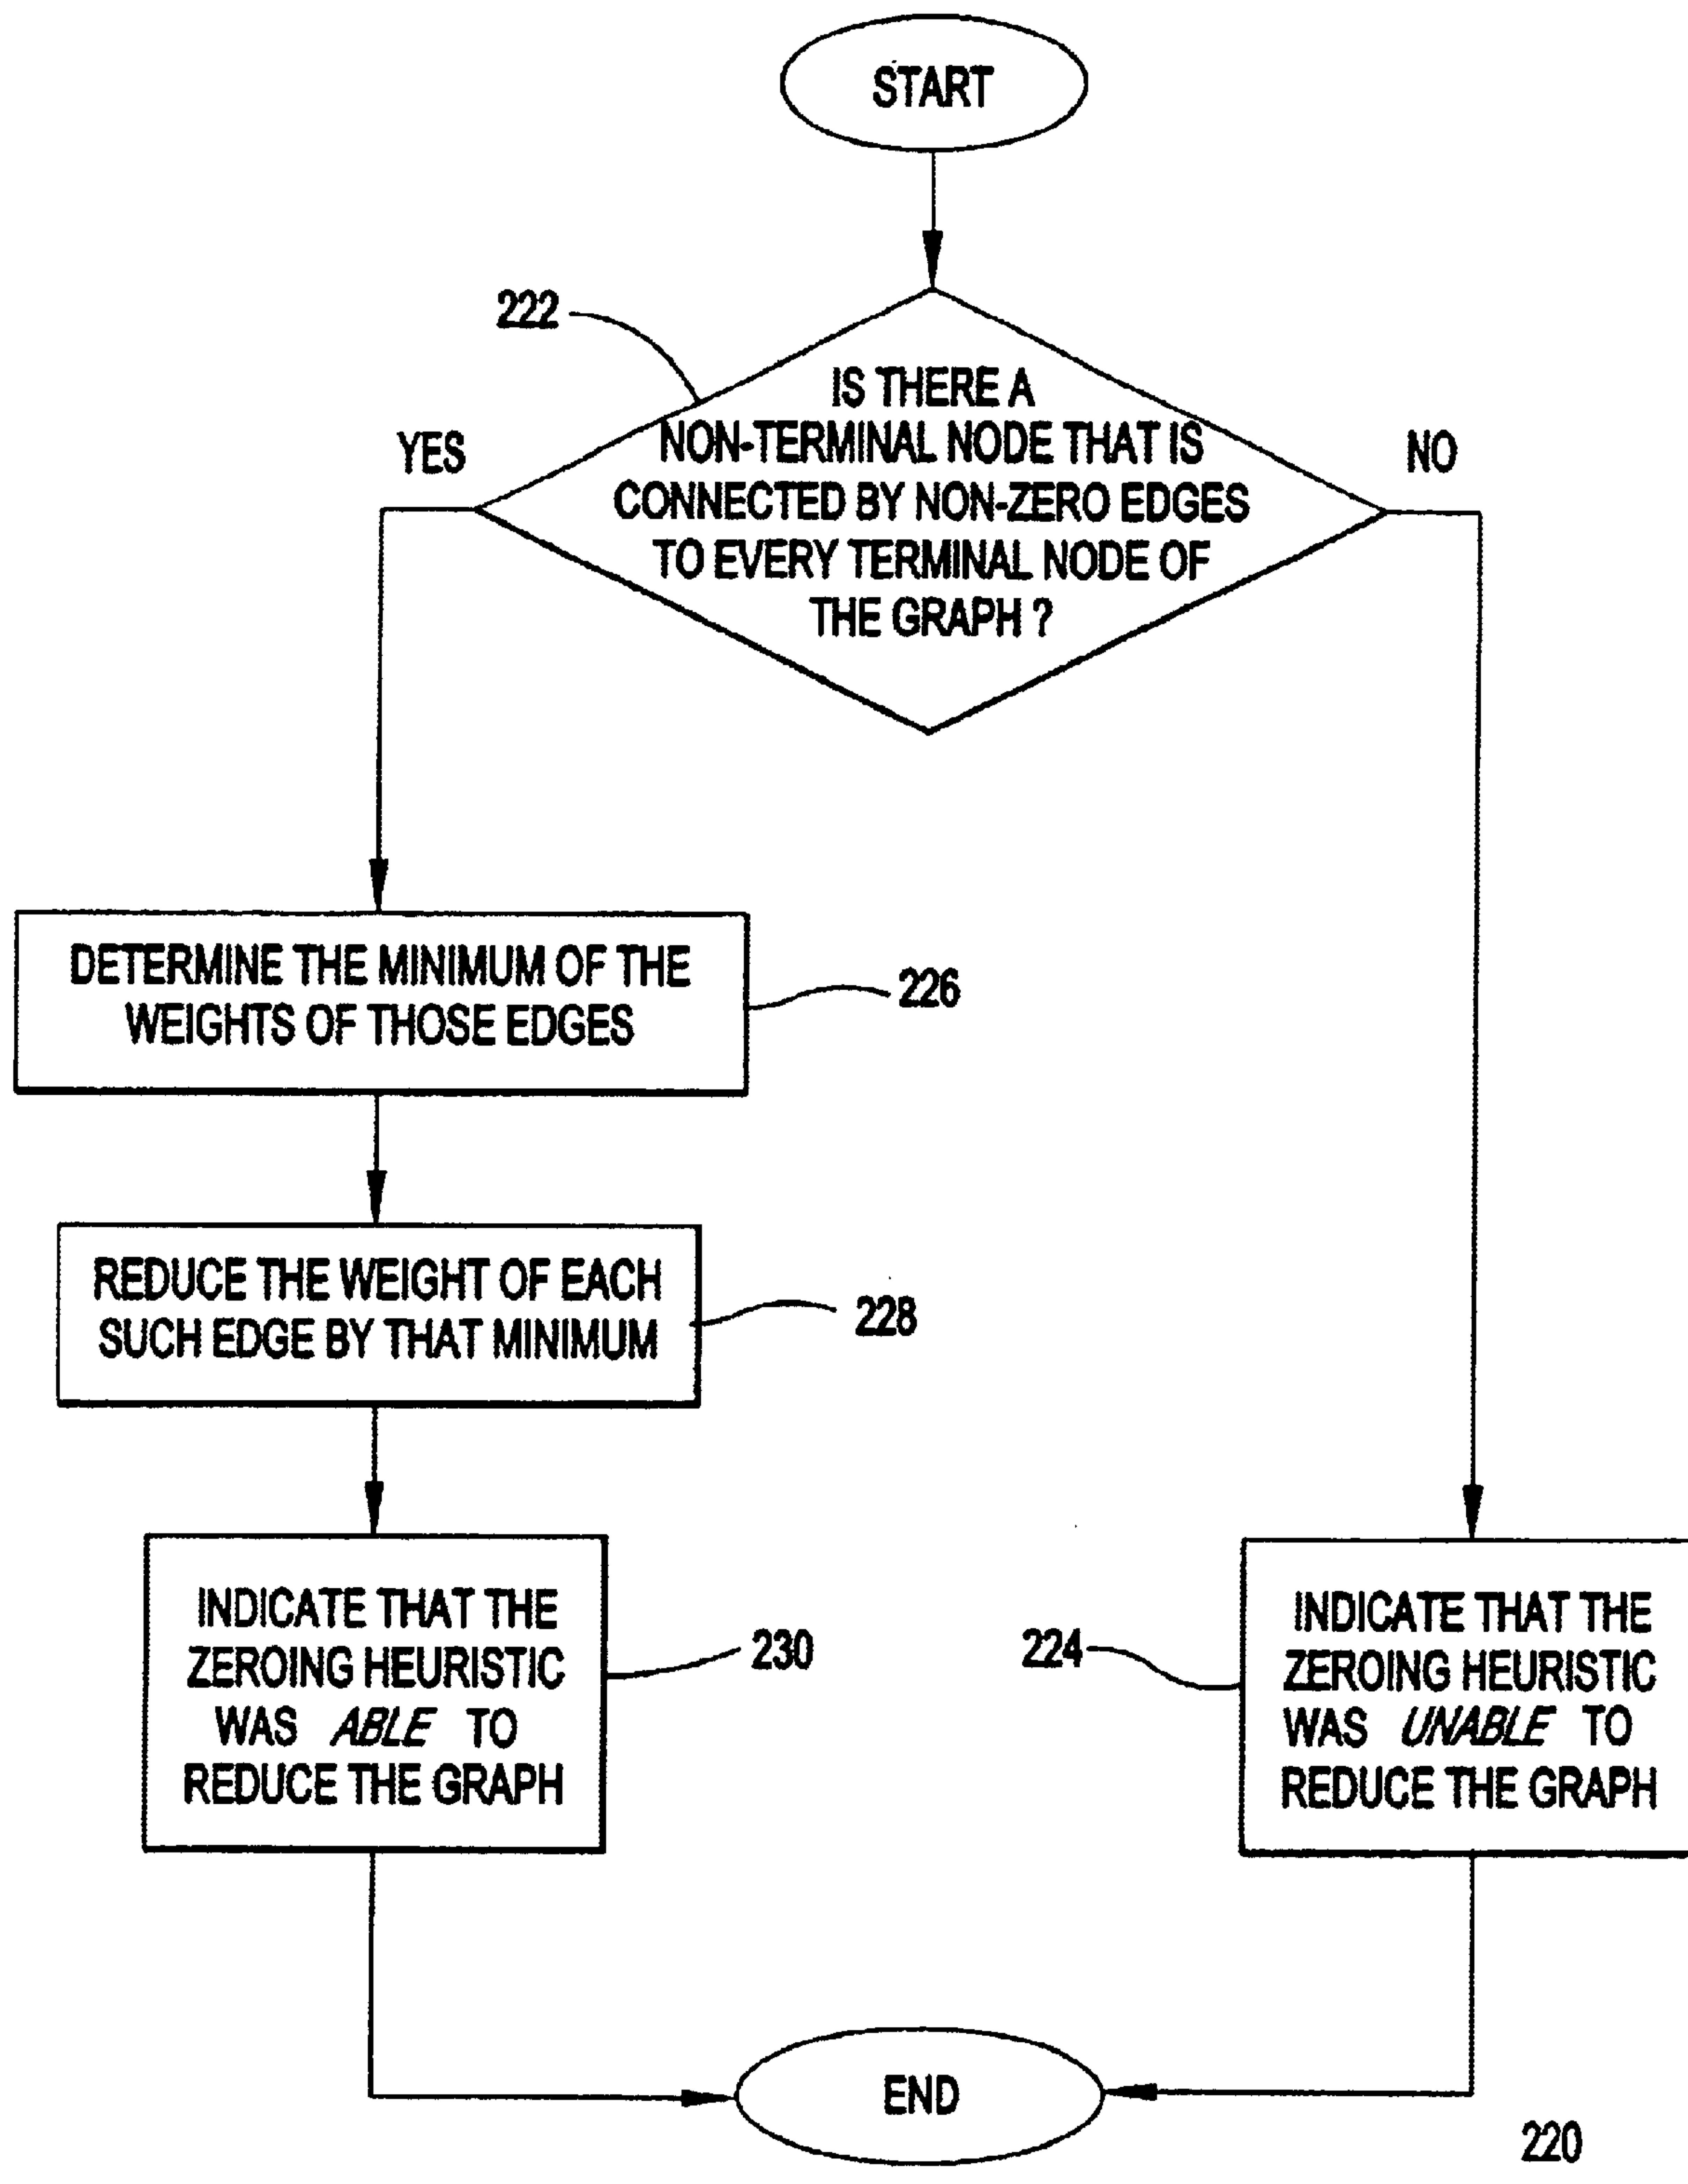 START
222
IS THERE A
NON-TERMINAL NODE THAT IS
CONNECTED BY NON-ZERO EDGES
TO EVERY TERMINAL NODE OF
THE GRAPH ?
YES
NO
DETERMINE THE MINIMUM OF THE
WEIGHTS OF THOSE EDGES
226
REDUCE THE WEIGHT OF EACH
SUCH EDGE BY THAT MINIMUM
228
INDICATE THAT THE
ZEROING HEURISTIC
WAS ABLE TO
REDUCE THE GRAPH
230
224
INDICATE THAT THE
ZEROING HEURISTIC
WAS UNABLE TO
REDUCE THE GRAPH
END
220